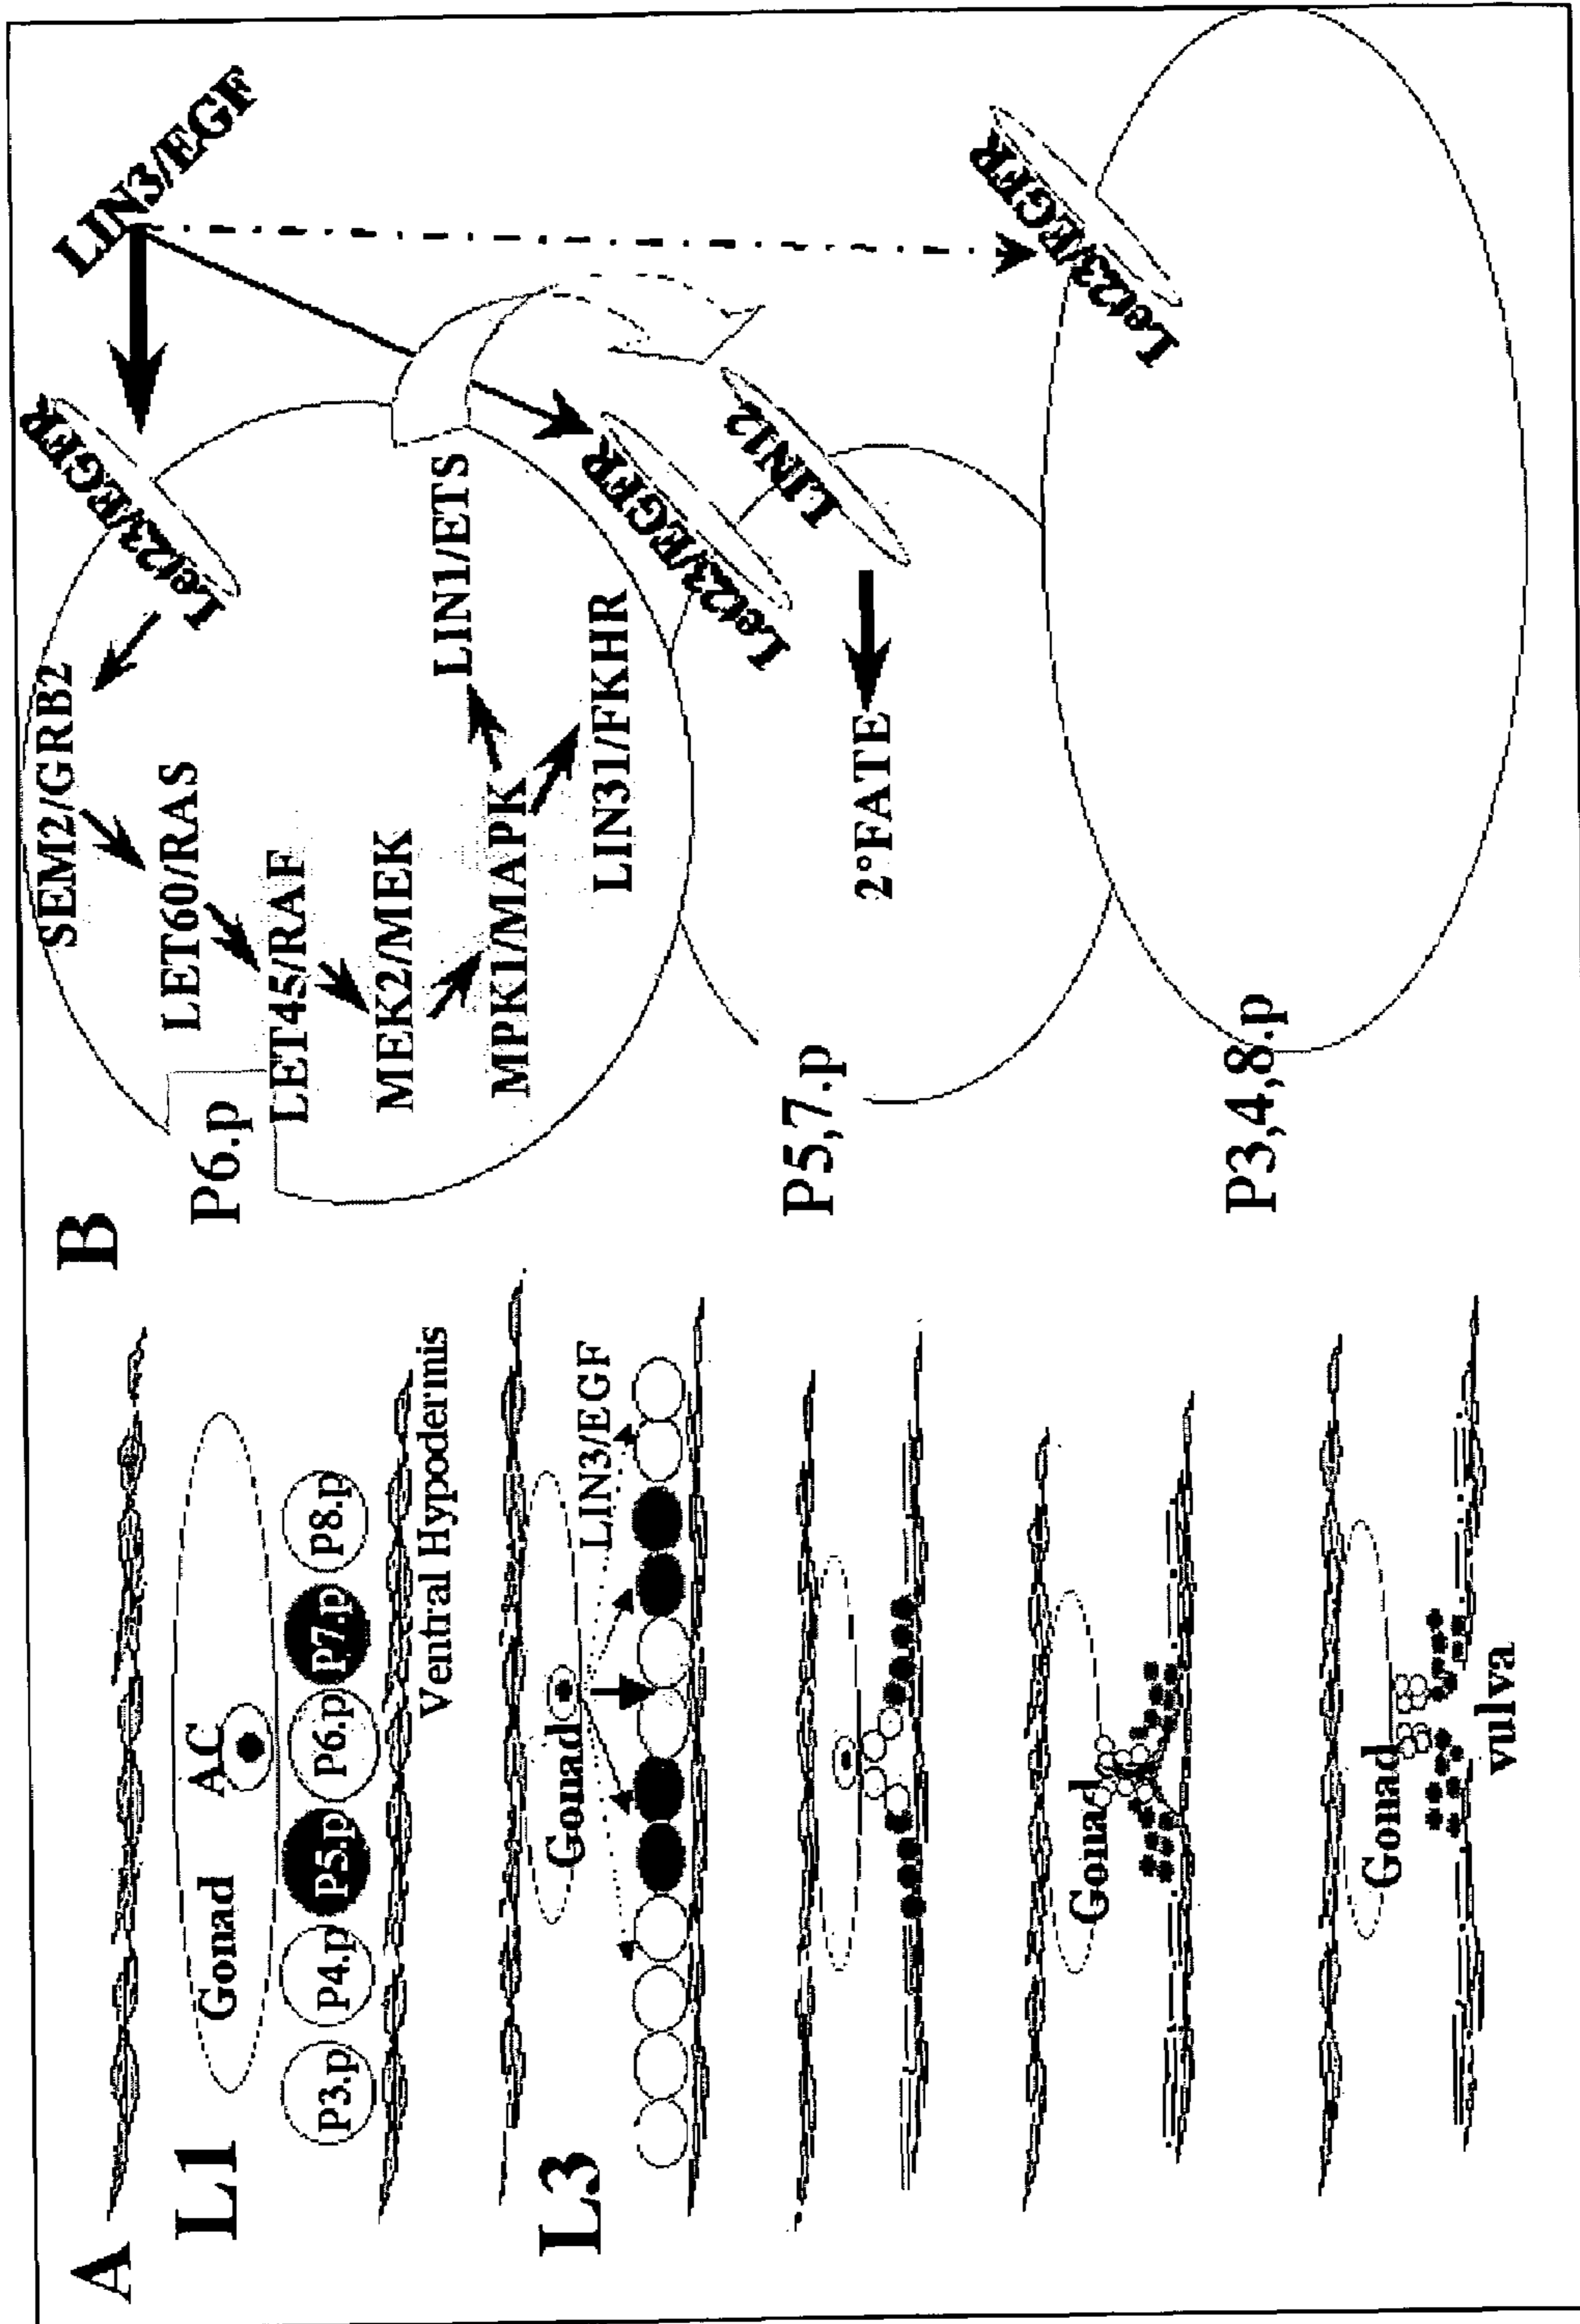 A
L1
Gonad
AC
P3.p
P4.p
P5.p
P6.p
P7.p
P8.p
Ventral Hypodermis
L3
Gonad
LIN3/EGF
Gonad
Gonad
vulva
B
LIN3/EGF
Let23/EGFR
SEM2/GRB2
P6.p
LET60/RAS
LET45/RAF
MEK2/MEK
MPK1/MAPK
LIN1/ETS
LIN31/FKHR
Let23/EGFR
LIN12
P5,7.p
2°FATE
Let23/EGFR
P3,4,8.p